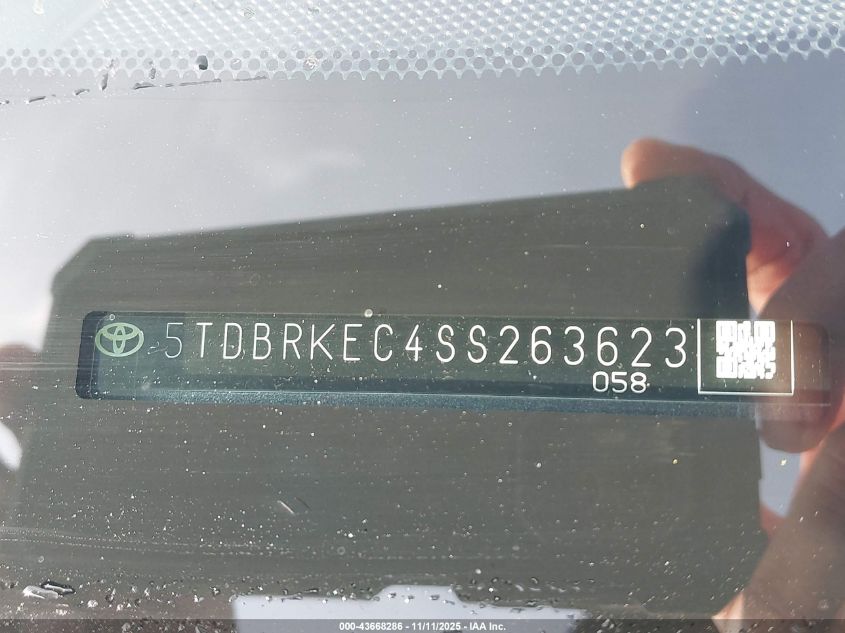 5TDBRKEC4SS263623
058
000-43668286 - 11/11/2025 - IAA Inc.